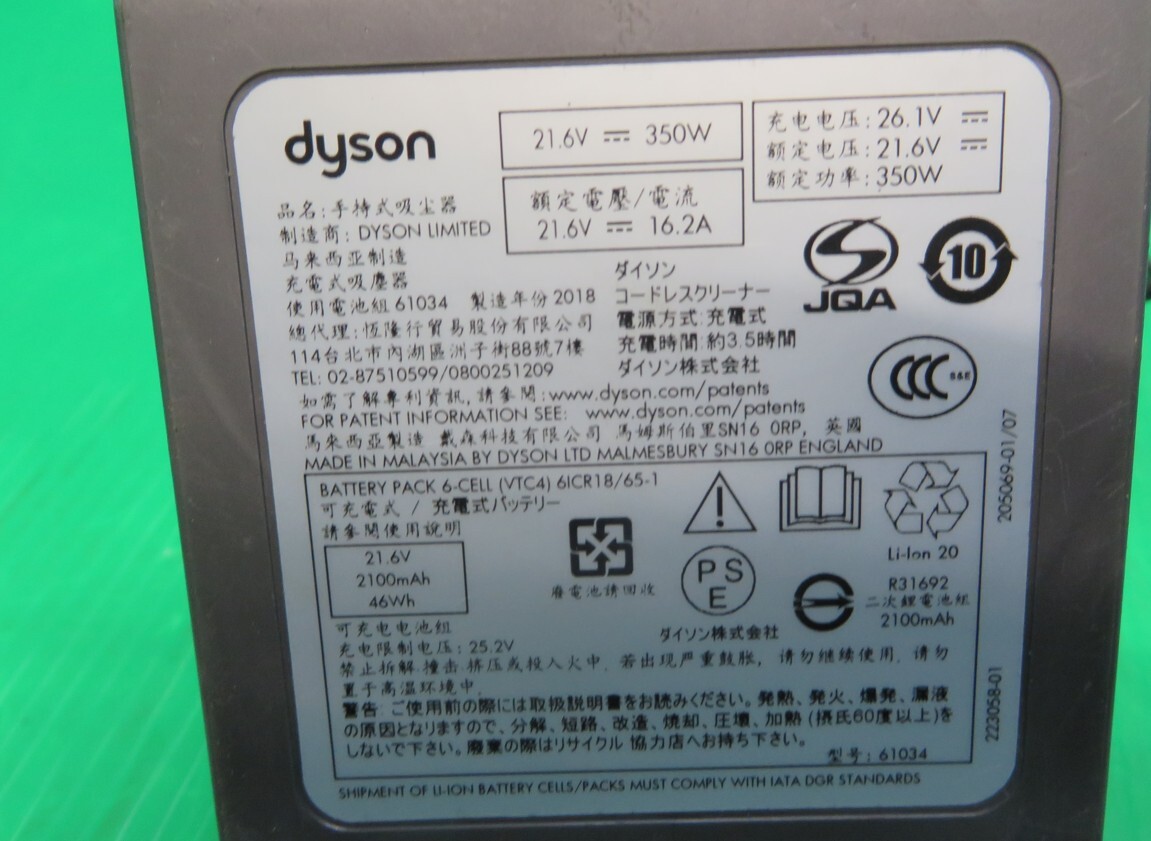 dyson
21.6V ⎓ 350W
額定電壓/電流
21.6V ⎓ 16.2A
充电电压: 26.1V ⎓
额定电压: 21.6V ⎓
额定功率: 350W
品名: 手持式吸尘器
制造商: DYSON LIMITED
马来西亚制造
充電式吸塵器
使用電池組 61034 製造年份 2018
總代理: 恆隆行貿易股份有限公司
114台北市內湖區洲子街88號7樓
TEL: 02-87510599/0800251209
ダイソン
コードレスクリーナー
電源方式:充電式
充電時間:約3.5時間
ダイソン株式会社
JQA
10
CCC S&E
如需了解專利資訊, 請參閱:www.dyson.com/patents
FOR PATENT INFORMATION SEE: www.dyson.com/patents
馬來西亞製造 戴森科技有限公司 馬姆斯伯里SN16 0RP, 英國
MADE IN MALAYSIA BY DYSON LTD MALMESBURY SN16 0RP ENGLAND
205069-01/07
BATTERY PACK 6-CELL (VTC4) 6ICR18/65-1
可充電式 / 充電式バッテリー
請參閱使用說明
21.6V
2100mAh
46Wh
廢電池請回收
PS
E
ダイソン株式会社
Li-Ion 20
R31692
二次鋰電池組
2100mAh
可充电电池组
充电限制电压: 25.2V
禁止拆解.撞击.挤压或投入火中. 若出现严重鼓胀, 请勿继续使用. 请勿
置于高温环境中.
警告: ご使用前の際には取扱説明書をお読みください。発熱、発火、爆発、漏液
の原因となりますので、分解、短路、改造、焼却、圧壊、加熱 (摂氏60度以上)を
しないで下さい。廃棄の際はリサイクル 協力店へお持ち下さい。
型号: 61034
223058-01
SHIPMENT OF LI-ION BATTERY CELLS/PACKS MUST COMPLY WITH IATA DGR STANDARDS